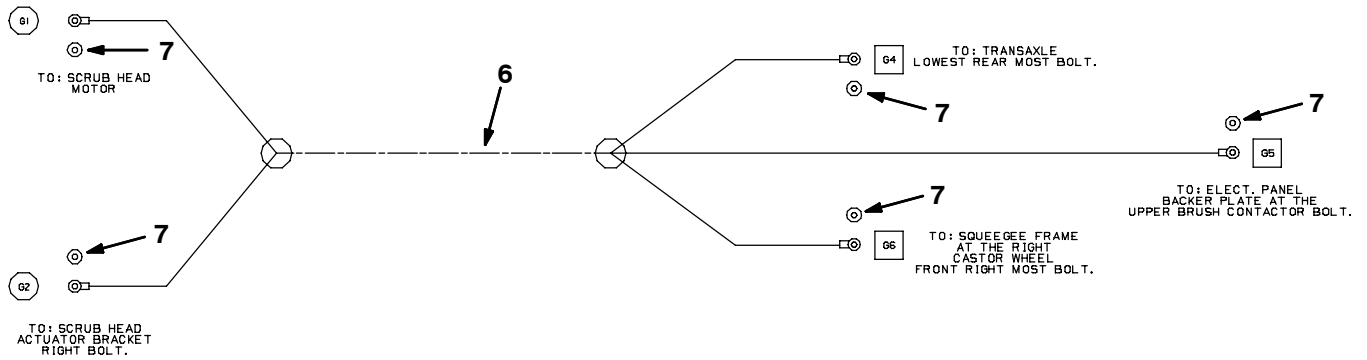 G1
7
TO: SCRUB HEAD
MOTOR
6
G4
TO: TRANSAXLE
LOWEST REAR MOST BOLT.
7
7
G5
TO: ELECT. PANEL
BACKER PLATE AT THE
UPPER BRUSH CONTACTOR BOLT.
7
G6
TO: SQUEEGEE FRAME
AT THE RIGHT
CASTOR WHEEL
FRONT RIGHT MOST BOLT.
7
G2
TO: SCRUB HEAD
ACTUATOR BRACKET
RIGHT BOLT.